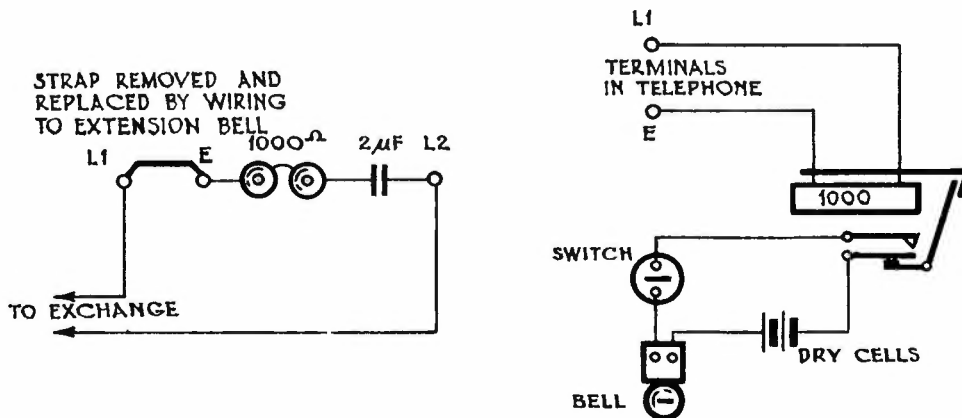 STRAP REMOVED AND
REPLACED BY WIRING
TO EXTENSION BELL
L1
E
1000Ω
2μF
L2
TO EXCHANGE
L1
TERMINALS
IN TELEPHONE
E
1000
SWITCH
DRY CELLS
BELL